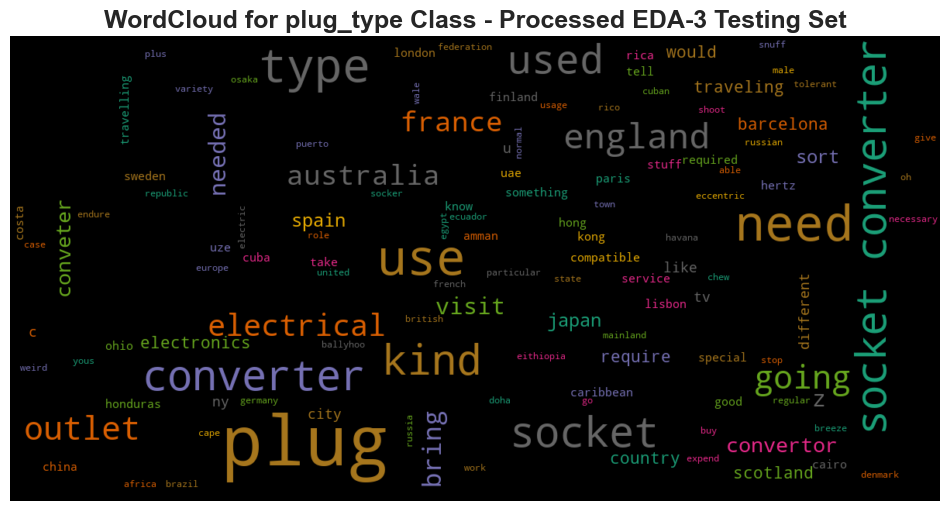 WordCloud for plug_type Class - Processed EDA-3 Testing Set
plus
type
london
federation
used
rica
would
snuff
socket converter
variety
osaka
travelling
wale
finland
usage
rico
tell
cuban
traveling
male
tolerant
shoot
needed
france
england
barcelona
give
puerto
u
normal
stuff
required
russian
sort
able
oh
sweden
republic
australia
socker
uae
something
paris
hertz
eccentric
necessary
costa
endure
case
conveter
electric
spain
role
know
egypt
ecuador
amman
hong
kong
town
havana
need
uze
europe
cuba
take
united
use
french
particular
compatible
state
like
service
chew
different
c
ohio
electronics
electrical
british
visit
japan
lisbon
tv
mainland
weird
yous
ballyhoo
kind
eithiopia
require
special
stop
converter
caribbean
going
honduras
ny
germany
doha
go
good
regular
z
outlet
cape
plug
city
russia
bring
socket
country
buy
expend
convertor
breeze
china
africa
brazil
work
scotland
cairo
denmark